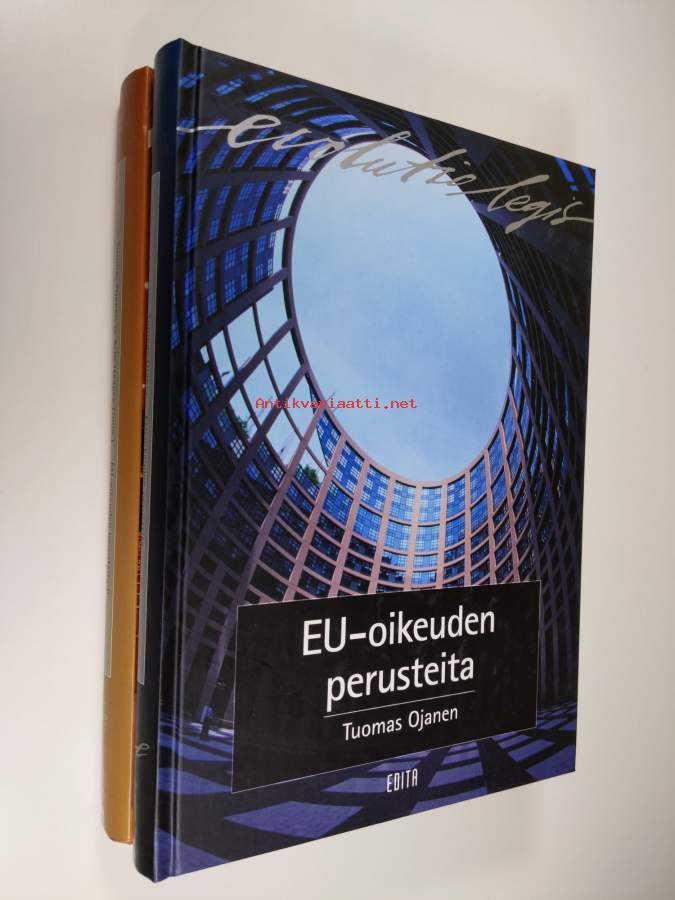 evolutio legis
Antikvariaatti.net
EU-oikeuden
perusteita
Tuomas Ojanen
EDITA
e